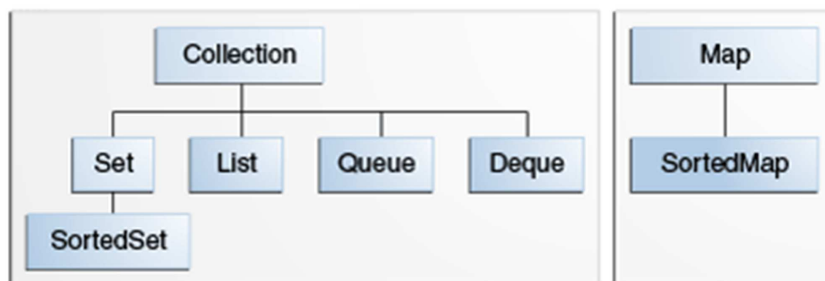 Collection
Map
Set
List
Queue
Deque
SortedMap
SortedSet